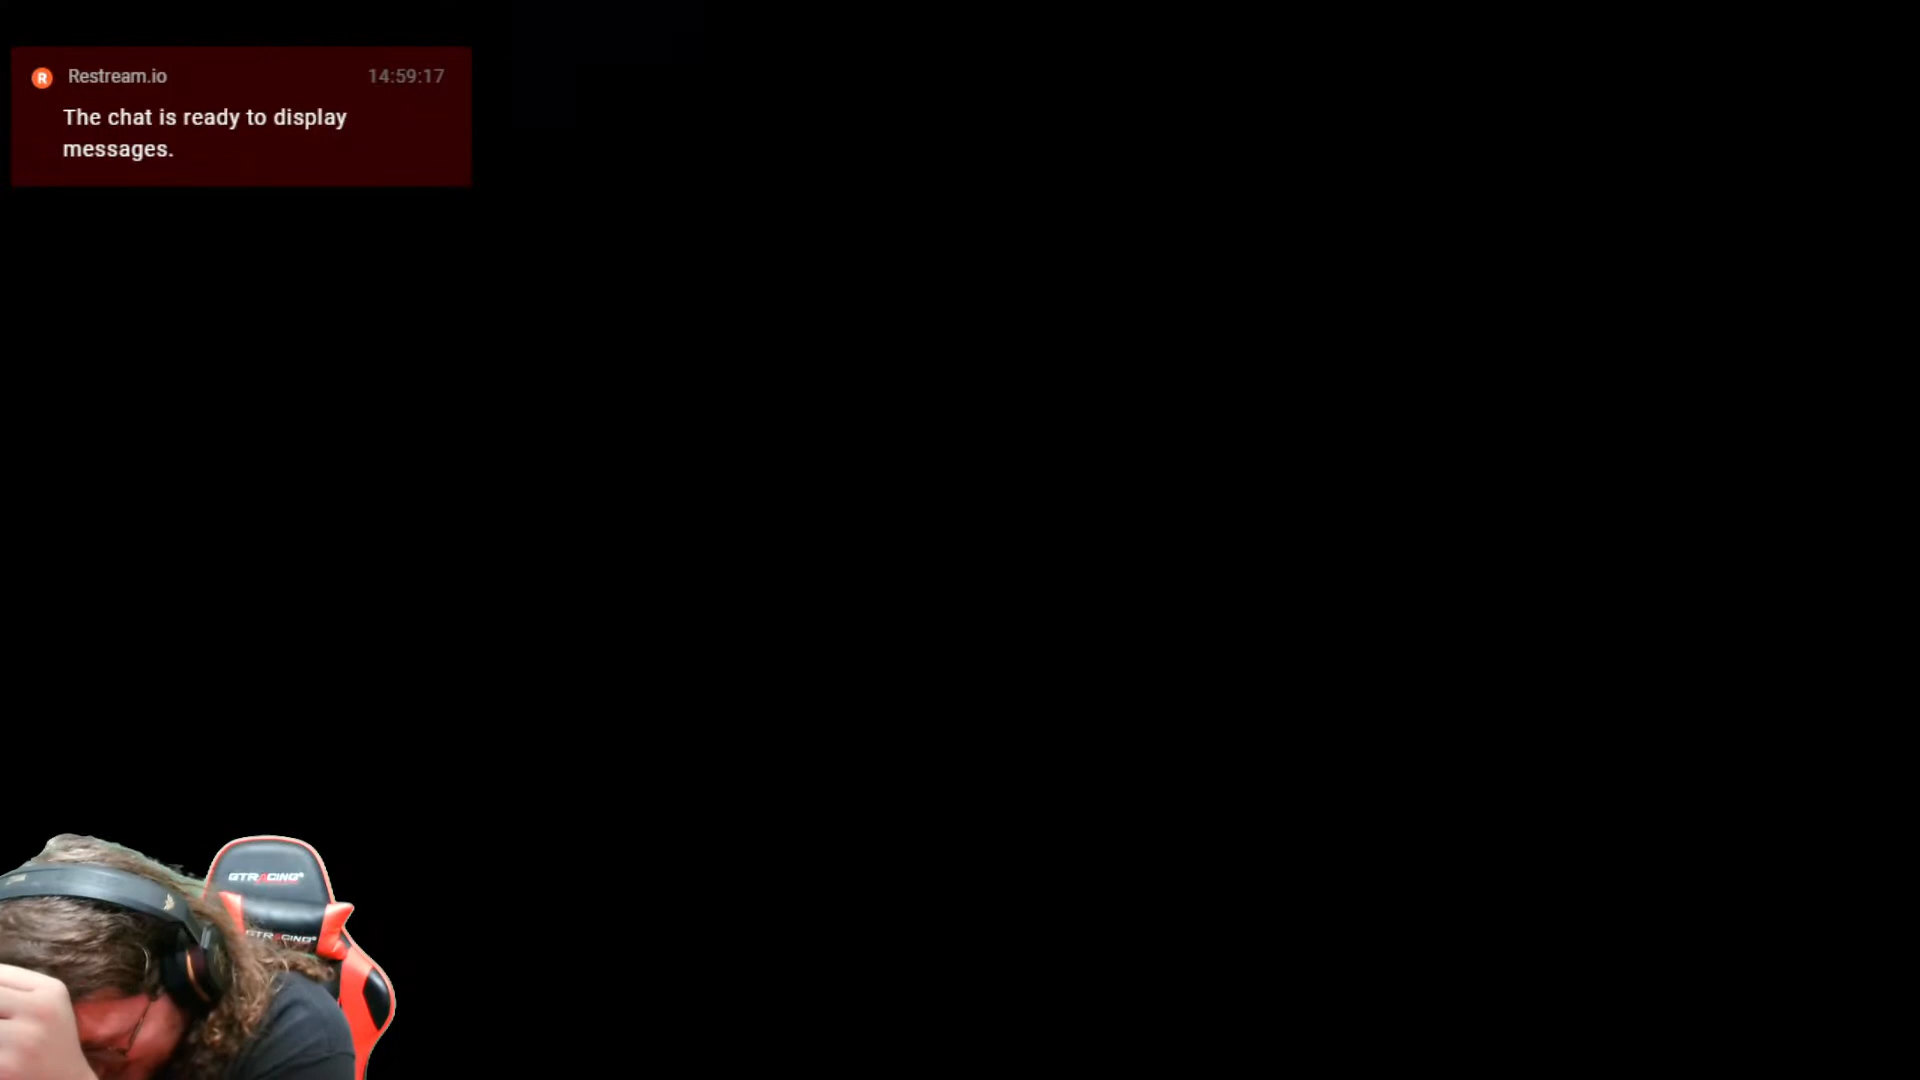 Restream.io 14:59:17
The chat is ready to display
messages.
GTRACING
GTRACING